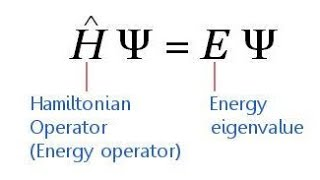 ĤΨ = EΨ
Hamiltonian Energy
Operator eigenvalue
(Energy operator)